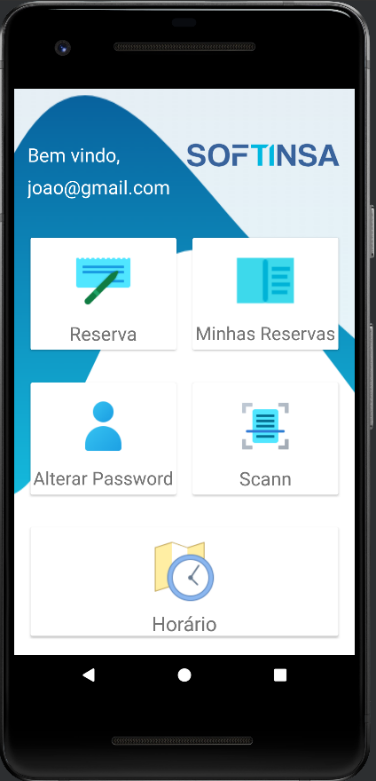 Bem vindo,
SOFTINSA
joao@gmail.com
Reserva
Minhas Reservas
Alterar Password
Scann
Horário